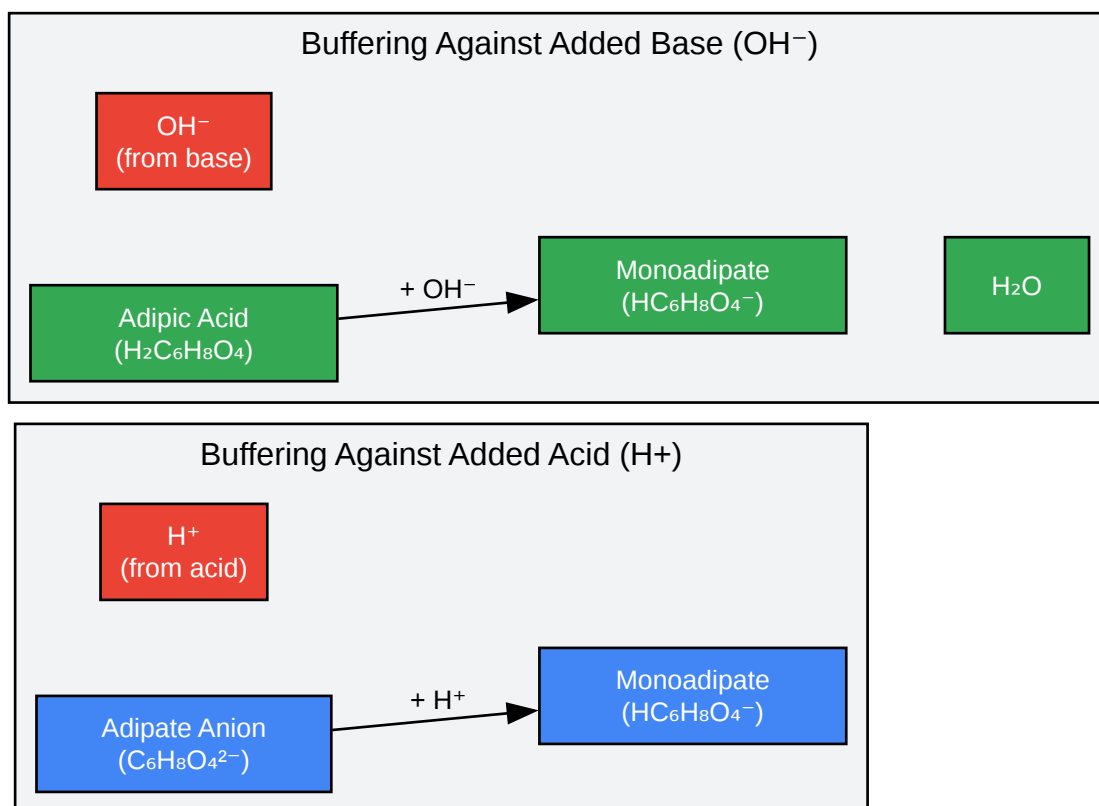 Buffering Against Added Base (OH⁻)
OH⁻
(from base)
+ OH⁻
Monoadipate
(HC₆H₈O₄⁻)
H₂O
Adipic Acid
(H₂C₆H₈O₄)
Buffering Against Added Acid (H+)
H⁺
(from acid)
+ H⁺
Monoadipate
(HC₆H₈O₄⁻)
Adipate Anion
(C₆H₈O₄²⁻)